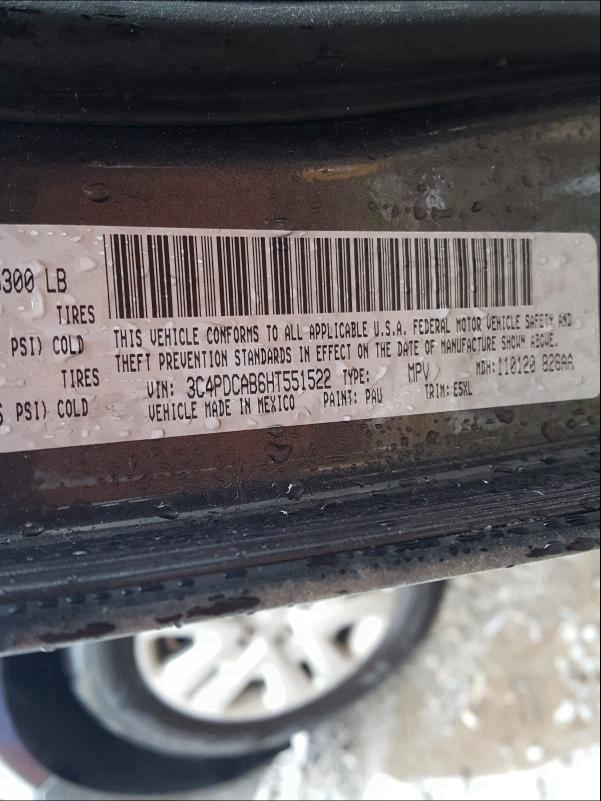 300 LB
TIRES
PSI) COLD
TIRES
PSI) COLD
THIS VEHICLE CONFORMS TO ALL APPLICABLE U.S.A. FEDERAL MOTOR VEHICLE SAFETY AND
THEFT PREVENTION STANDARDS IN EFFECT ON THE DATE OF MANUFACTURE SHOWN ABOVE.
VIN: 3C4PDCAB6HT551522 TYPE: MPV MDH: 110120 828AA
VEHICLE MADE IN MEXICO PAINT: PAU TRIM: E5XL